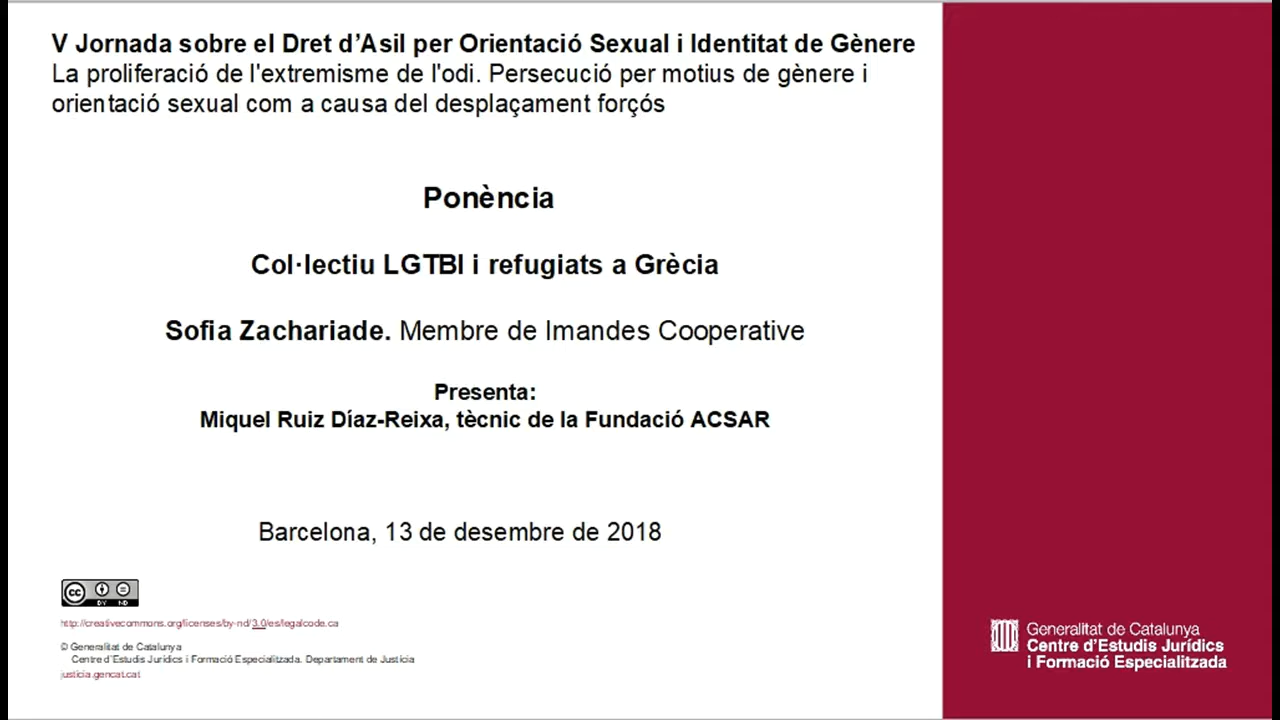 V Jornada sobre el Dret d’Asil per Orientació Sexual i Identitat de Gènere
La proliferació de l'extremisme de l'odi. Persecució per motius de gènere i
orientació sexual com a causa del desplaçament forçós
Ponència
Col·lectiu LGTBI i refugiats a Grècia
Sofia Zachariade. Membre de Imandes Cooperative
Presenta:
Miquel Ruiz Díaz-Reixa, tècnic de la Fundació ACSAR
Barcelona, 13 de desembre de 2018
cc BY ND
http://creativecommons.org/licenses/by-nd/3.0/es/legalcode.ca
© Generalitat de Catalunya
Centre d'Estudis Jurídics i Formació Especialitzada. Departament de Justícia
justicia.gencat.cat
Generalitat de Catalunya
Centre d’Estudis Jurídics
i Formació Especialitzada